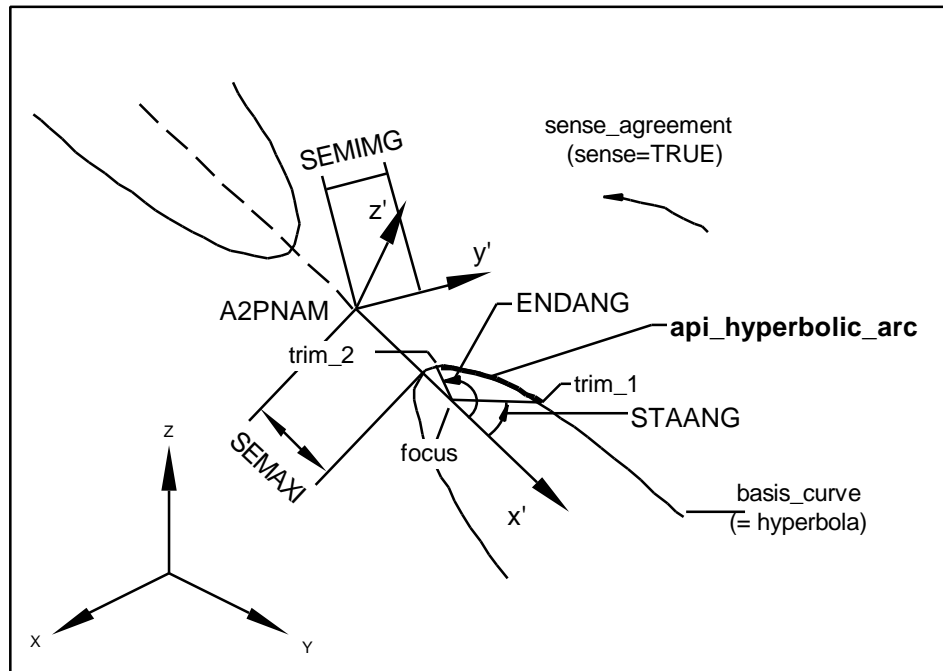 sense_agreement
(sense=TRUE)
SEMIMG
z'
y'
A2PNAM
ENDANG
api_hyperbolic_arc
trim_2
trim_1
STAANG
focus
SEMAXI
x'
basis_curve
(= hyperbola)
Z
X
Y